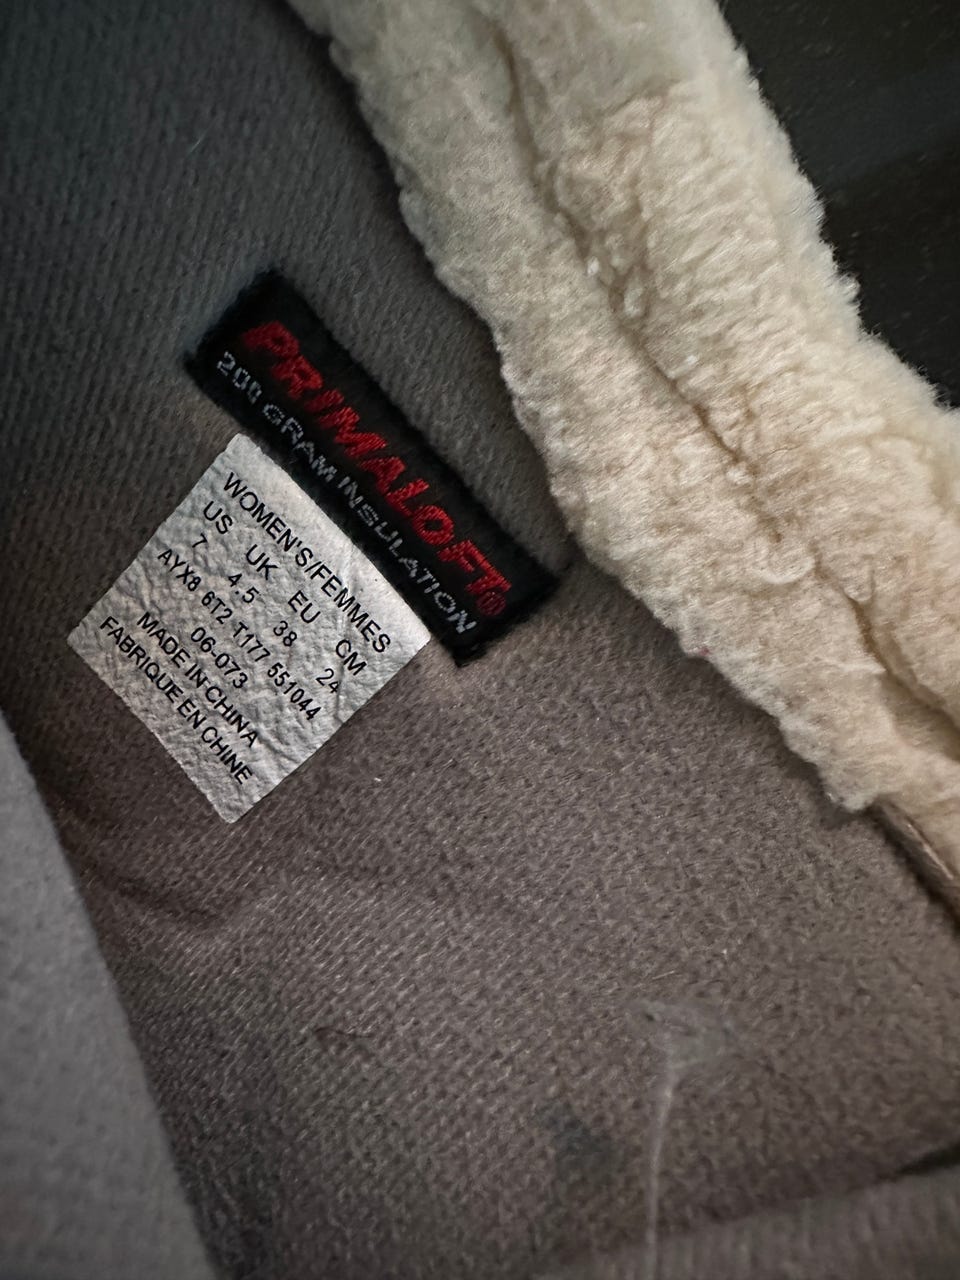 PRIMALOFT®
200 GRAM INSULATION
WOMEN'S/FEMMES
US UK EU CM
7 4.5 38 24
AYX8 6T2 T177 551044
06-073
MADE IN CHINA
FABRIQUE EN CHINE